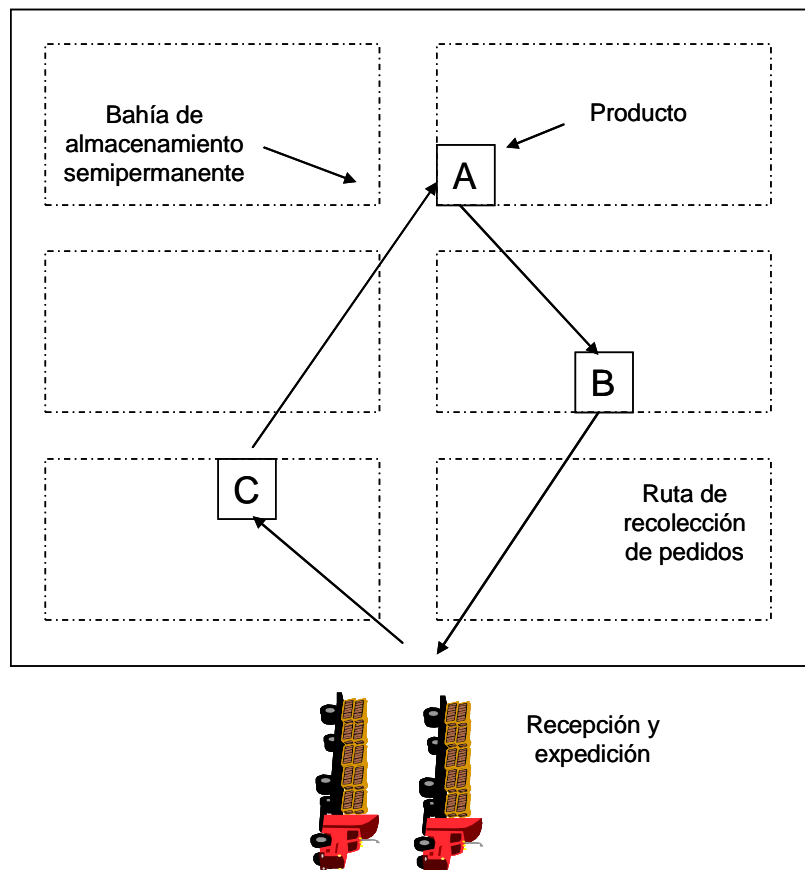 Bahía de
almacenamiento
semipermanente
Producto
A
B
C
Ruta de
recolección
de pedidos
Recepción y
expedición